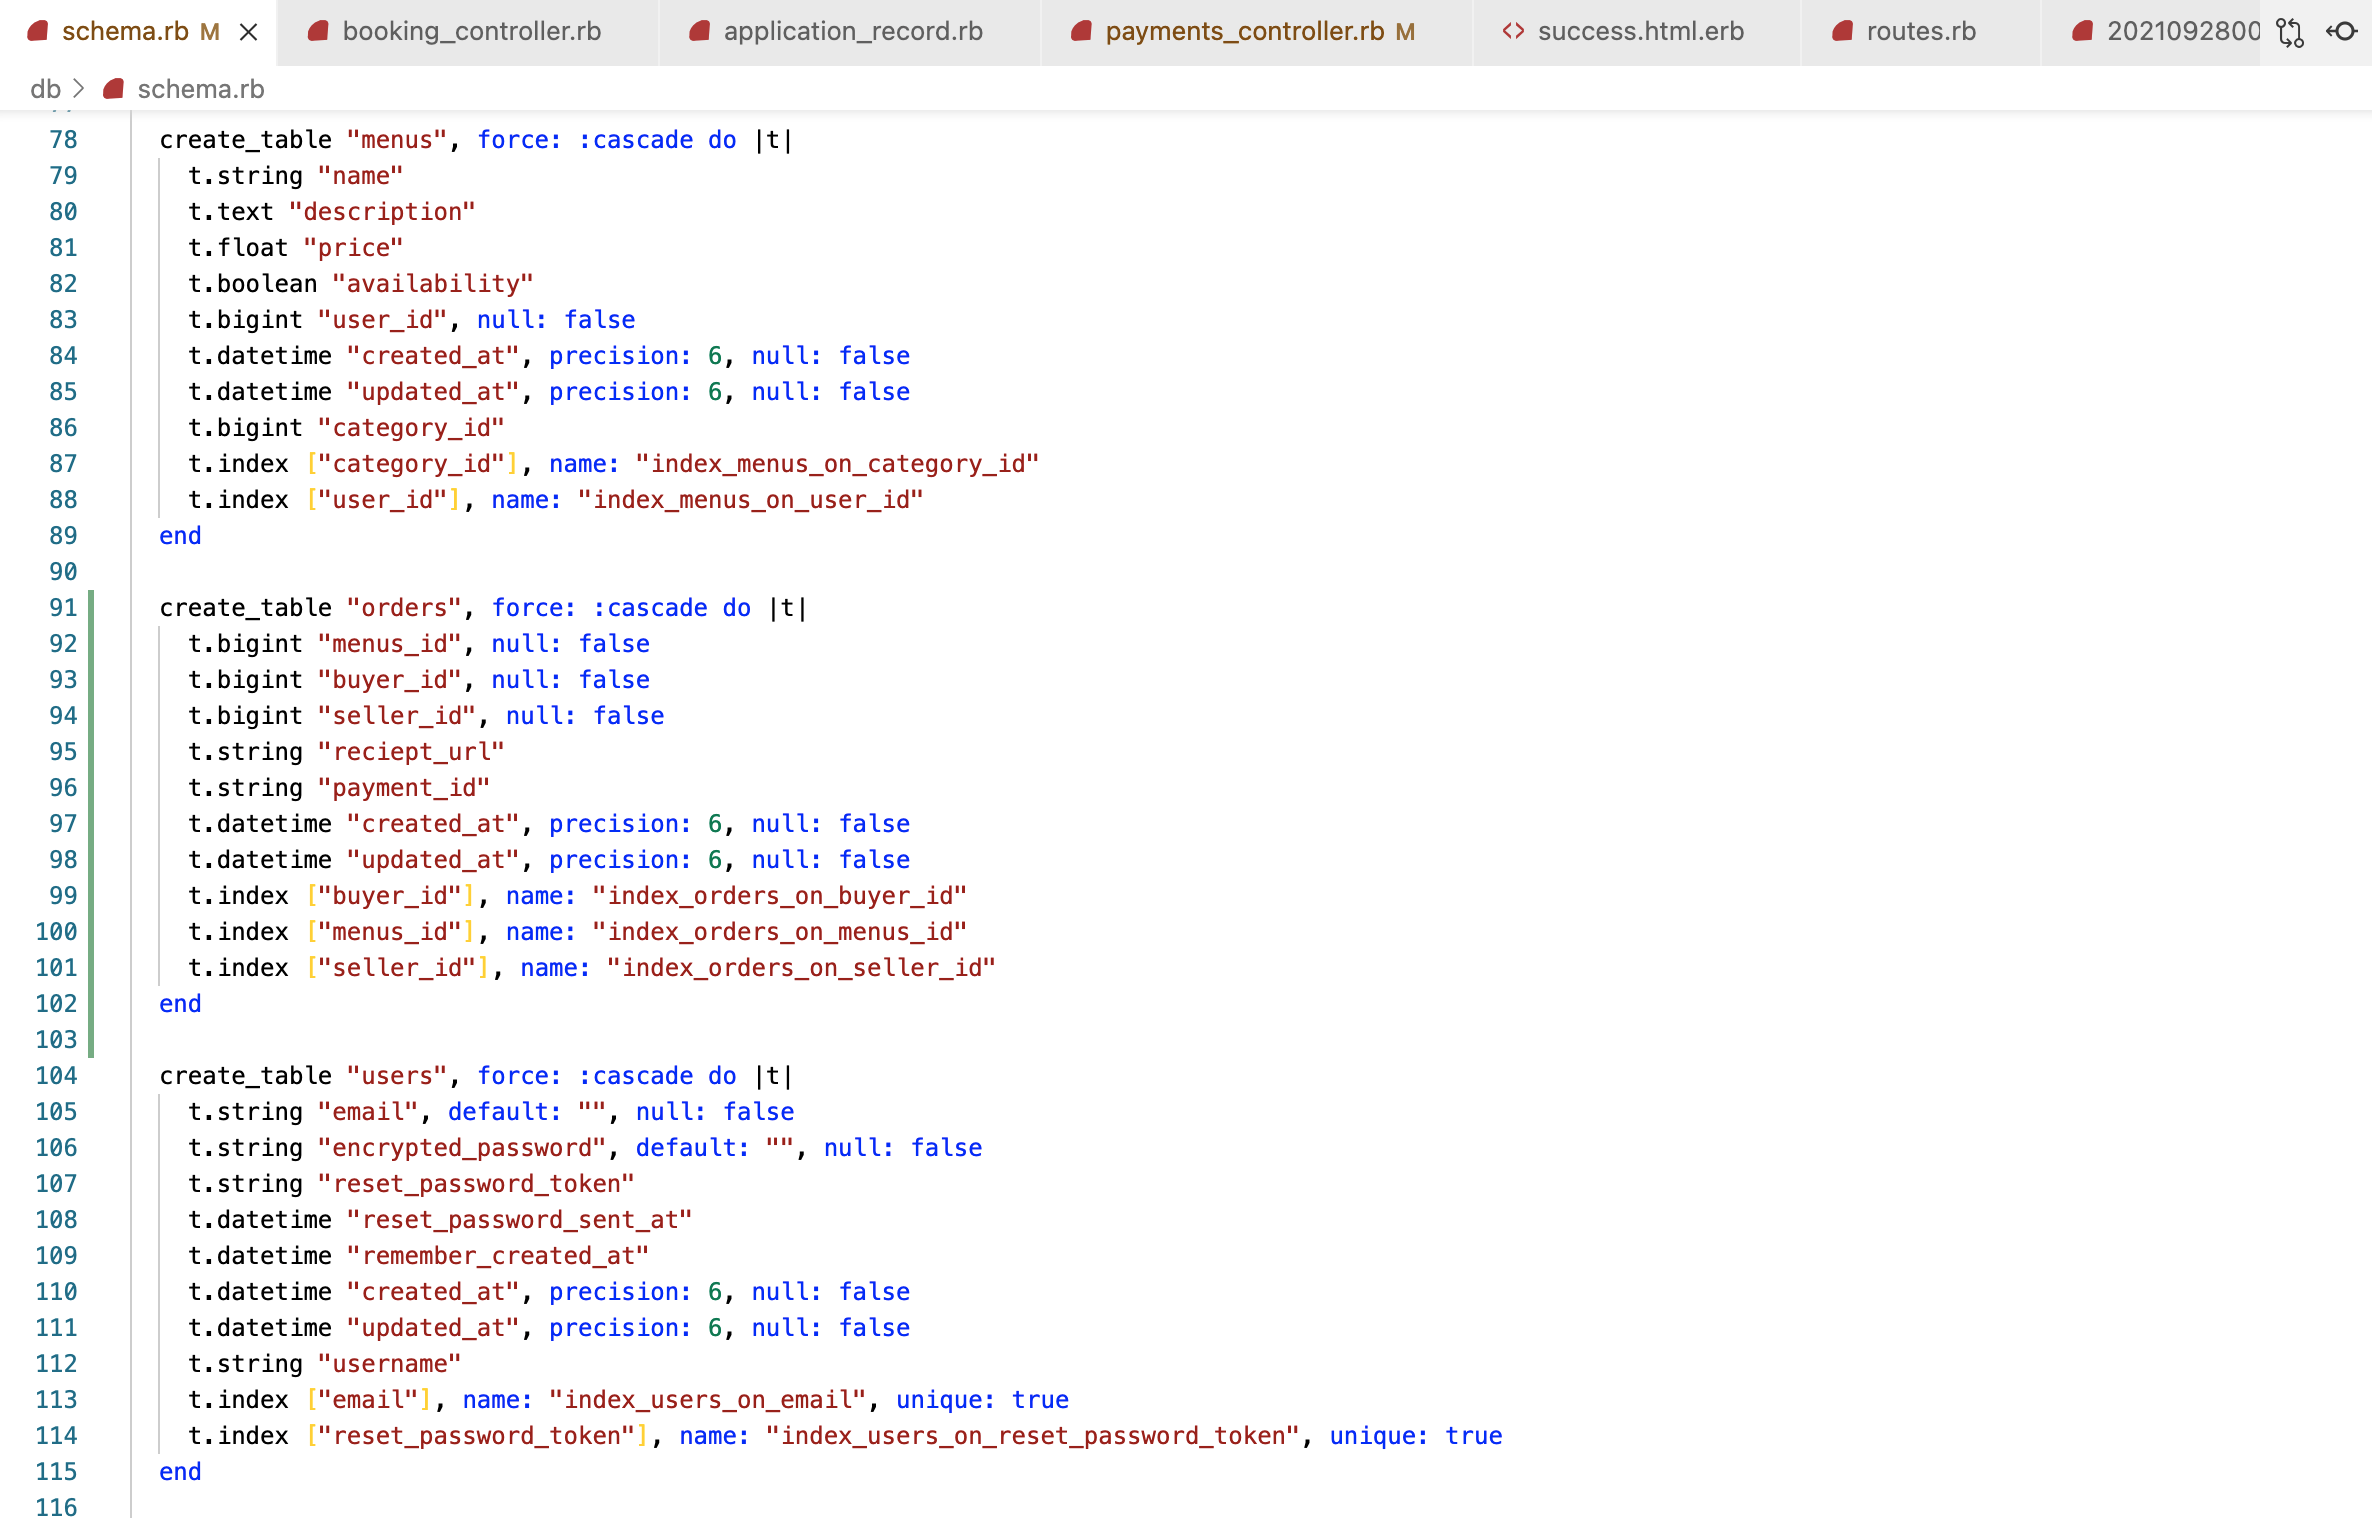 schema.rb M booking_controller.rb application_record.rb payments_controller.rb M success.html.erb routes.rb 2021092800
db > schema.rb
78 create_table "menus", force: :cascade do |t|
79 t.string "name"
80 t.text "description"
81 t.float "price"
82 t.boolean "availability"
83 t.bigint "user_id", null: false
84 t.datetime "created_at", precision: 6, null: false
85 t.datetime "updated_at", precision: 6, null: false
86 t.bigint "category_id"
87 t.index ["category_id"], name: "index_menus_on_category_id"
88 t.index ["user_id"], name: "index_menus_on_user_id"
89 end
90
91 create_table "orders", force: :cascade do |t|
92 t.bigint "menus_id", null: false
93 t.bigint "buyer_id", null: false
94 t.bigint "seller_id", null: false
95 t.string "reciept_url"
96 t.string "payment_id"
97 t.datetime "created_at", precision: 6, null: false
98 t.datetime "updated_at", precision: 6, null: false
99 t.index ["buyer_id"], name: "index_orders_on_buyer_id"
100 t.index ["menus_id"], name: "index_orders_on_menus_id"
101 t.index ["seller_id"], name: "index_orders_on_seller_id"
102 end
103
104 create_table "users", force: :cascade do |t|
105 t.string "email", default: "", null: false
106 t.string "encrypted_password", default: "", null: false
107 t.string "reset_password_token"
108 t.datetime "reset_password_sent_at"
109 t.datetime "remember_created_at"
110 t.datetime "created_at", precision: 6, null: false
111 t.datetime "updated_at", precision: 6, null: false
112 t.string "username"
113 t.index ["email"], name: "index_users_on_email", unique: true
114 t.index ["reset_password_token"], name: "index_users_on_reset_password_token", unique: true
115 end
116